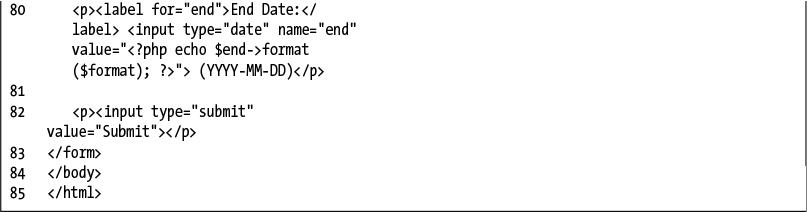 80 <p><label for="end">End Date:</
label> <input type="date" name="end"
value="<?php echo $end->format
($format); ?>"> (YYYY-MM-DD)</p>
81
82 <p><input type="submit"
value="Submit"></p>
83 </form>
84 </body>
85 </html>